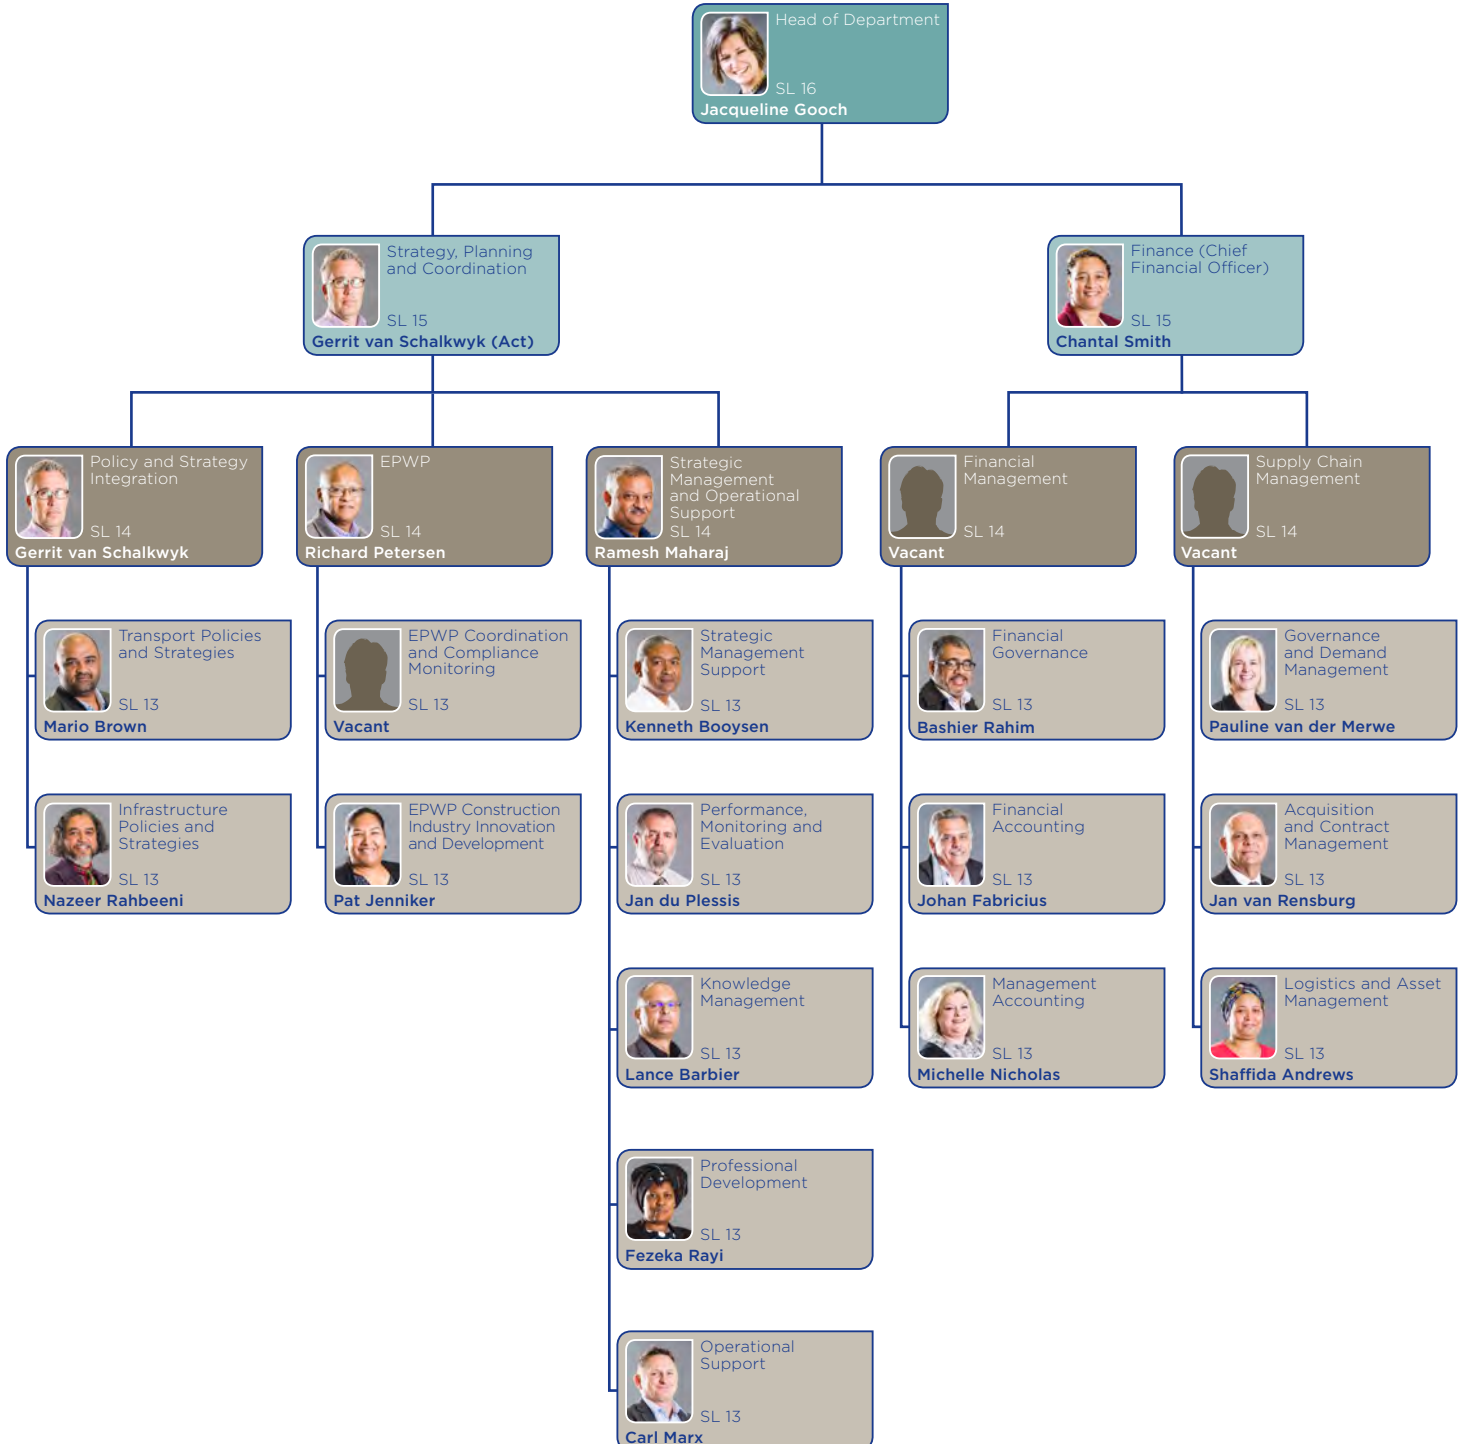 Head of Department
SL 16
Jacqueline Gooch
Strategy, Planning
and Coordination
SL 15
Gerrit van Schalkwyk (Act)
Finance (Chief
Financial Officer)
SL 15
Chantal Smith
Policy and Strategy
Integration
SL 14
Gerrit van Schalkwyk
EPWP
SL 14
Richard Petersen
Strategic
Management
and Operational
Support
SL 14
Ramesh Maharaj
Financial
Management
SL 14
Vacant
Supply Chain
Management
SL 14
Vacant
Transport Policies
and Strategies
SL 13
Mario Brown
EPWP Coordination
and Compliance
Monitoring
SL 13
Vacant
Strategic
Management
Support
SL 13
Kenneth Booysen
Financial
Governance
SL 13
Bashier Rahim
Governance
and Demand
Management
SL 13
Pauline van der Merwe
Infrastructure
Policies and
Strategies
SL 13
Nazeer Rahbeeni
EPWP Construction
Industry Innovation
and Development
SL 13
Pat Jenniker
Performance,
Monitoring and
Evaluation
SL 13
Jan du Plessis
Financial
Accounting
SL 13
Johan Fabricius
Acquisition
and Contract
Management
SL 13
Jan van Rensburg
Knowledge
Management
SL 13
Lance Barbier
Management
Accounting
SL 13
Michelle Nicholas
Logistics and Asset
Management
SL 13
Shaffida Andrews
Professional
Development
SL 13
Fezeka Rayi
Operational
Support
SL 13
Carl Marx